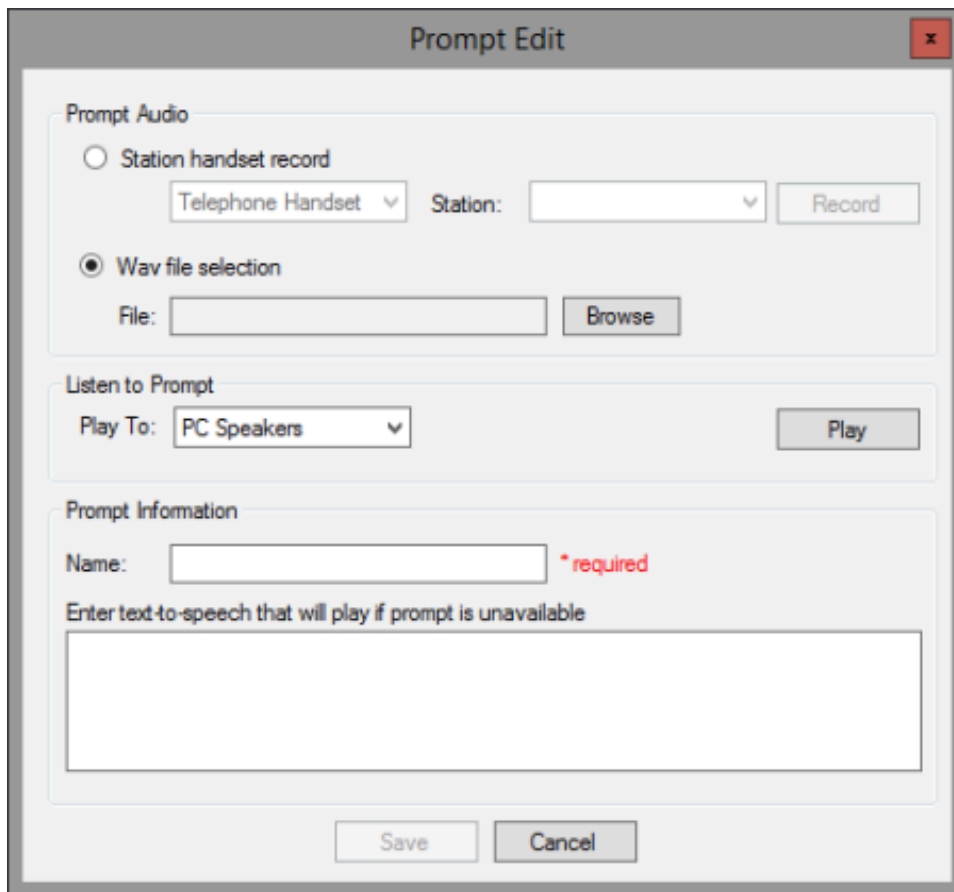 Prompt Edit
x
Prompt Audio
Station handset record
Telephone Handset Station: Record
Wav file selection
File: Browse
Listen to Prompt
Play To: PC Speakers Play
Prompt Information
Name: * required
Enter text-to-speech that will play if prompt is unavailable
Save Cancel